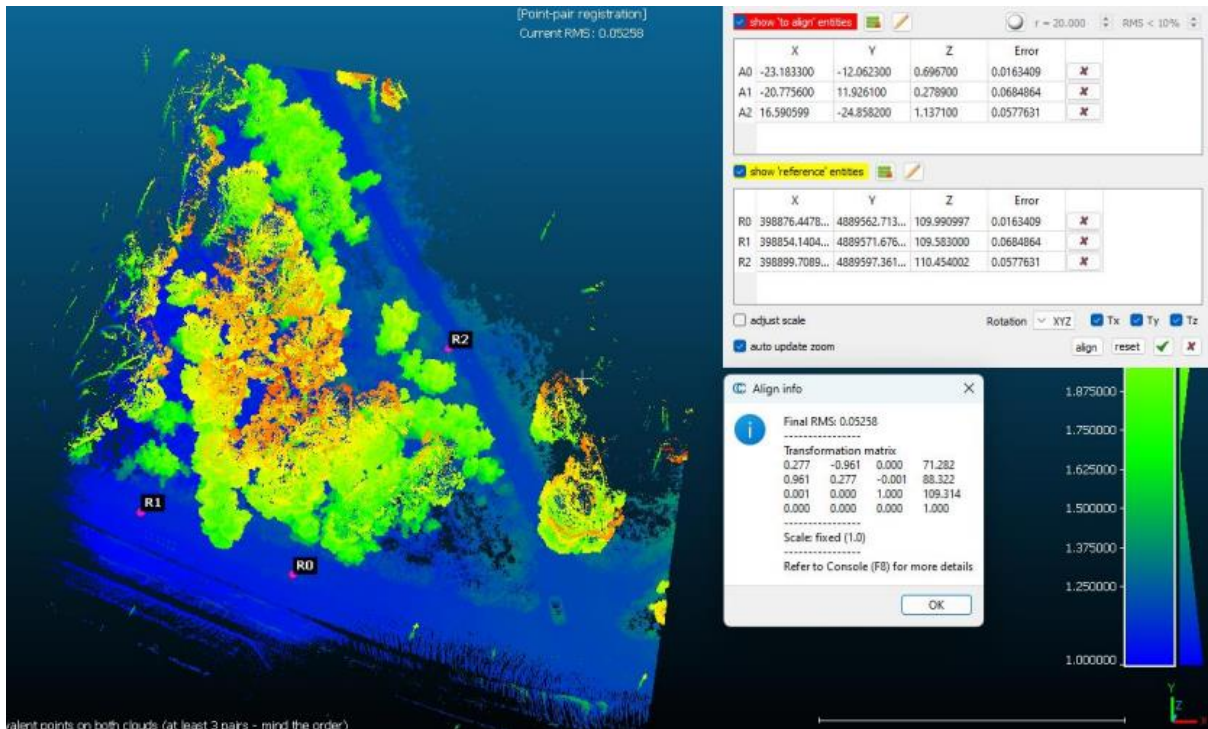 [Point-pair registration]
Current RMS: 0.05258
show 'to align' entities
r = 20.000
RMS < 10%
X Y Z Error
A0 -23.183300 -12.062300 0.696700 0.0163409
A1 -20.775600 11.926100 0.278900 0.0684864
A2 16.590599 -24.858200 1.137100 0.0577631
show 'reference' entities
X Y Z Error
R0 398876.4478... 4889562.713... 109.990997 0.0163409
R1 398854.1404... 4889571.676... 109.583000 0.0684864
R2 398899.7089... 4889597.361... 110.454002 0.0577631
adjust scale
Rotation XYZ Tx Ty Tz
auto update zoom
align reset
R2
R1
R0
Align info
Final RMS: 0.05258
----------------
Transformation matrix
0.277 -0.961 0.000 71.282
0.961 0.277 -0.001 88.322
0.001 0.000 1.000 109.314
0.000 0.000 0.000 1.000
----------------
Scale: fixed (1.0)
----------------
Refer to Console (F8) for more details
OK
1.875000
1.750000
1.625000
1.500000
1.375000
1.250000
1.000000
Y
Z
valent points on both clouds (at least 3 pairs - mind the order)